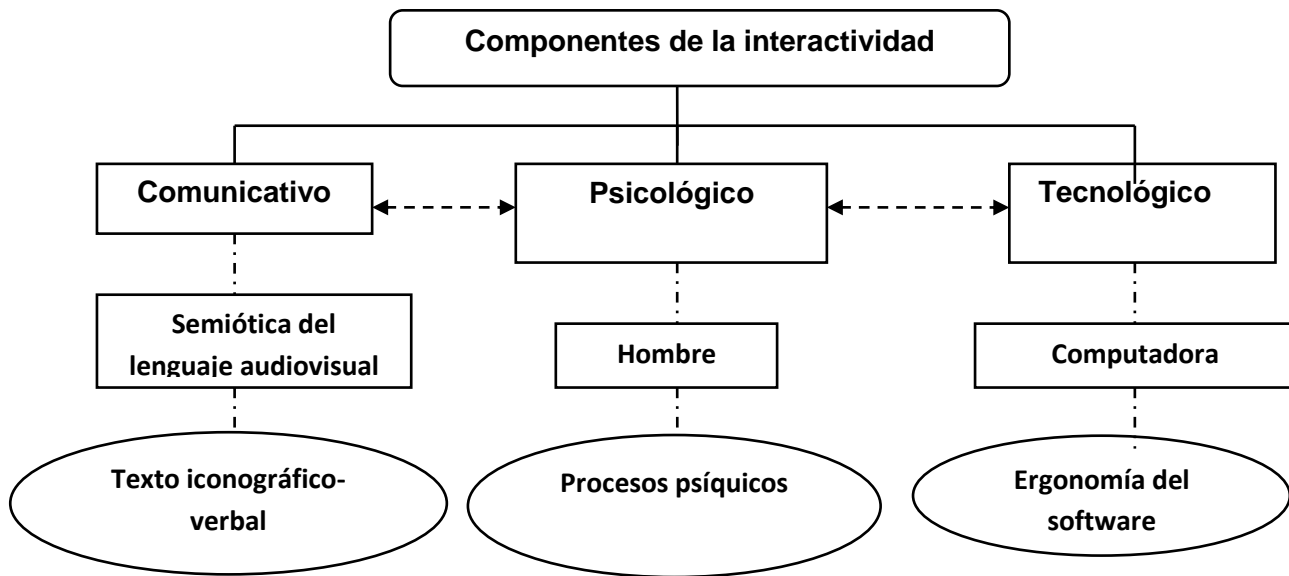 Componentes de la interactividad
Comunicativo
Psicológico
Tecnológico
Semiótica del
lenguaje audiovisual
Hombre
Computadora
Texto iconográfico-
verbal
Procesos psíquicos
Ergonomía del
software